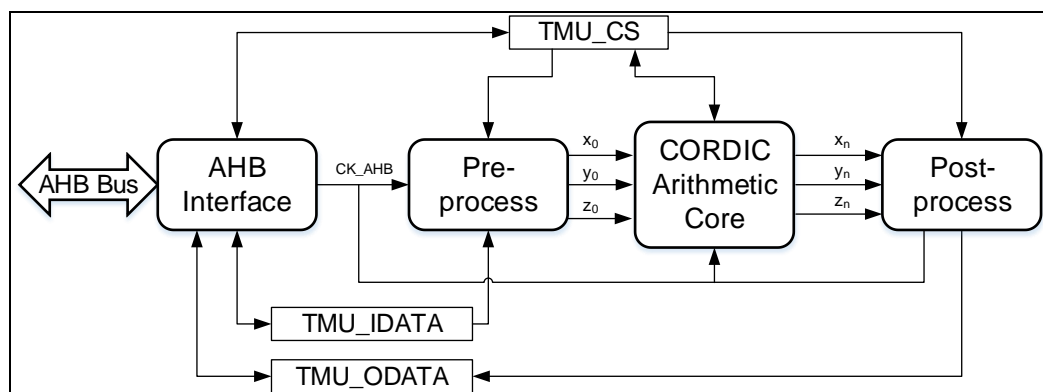 TMU_CS
AHB Bus
AHB
Interface
CK_AHB
Pre-
process
x₀
y₀
z₀
CORDIC
Arithmetic
Core
xₙ
yₙ
zₙ
Post-
process
TMU_IDATA
TMU_ODATA